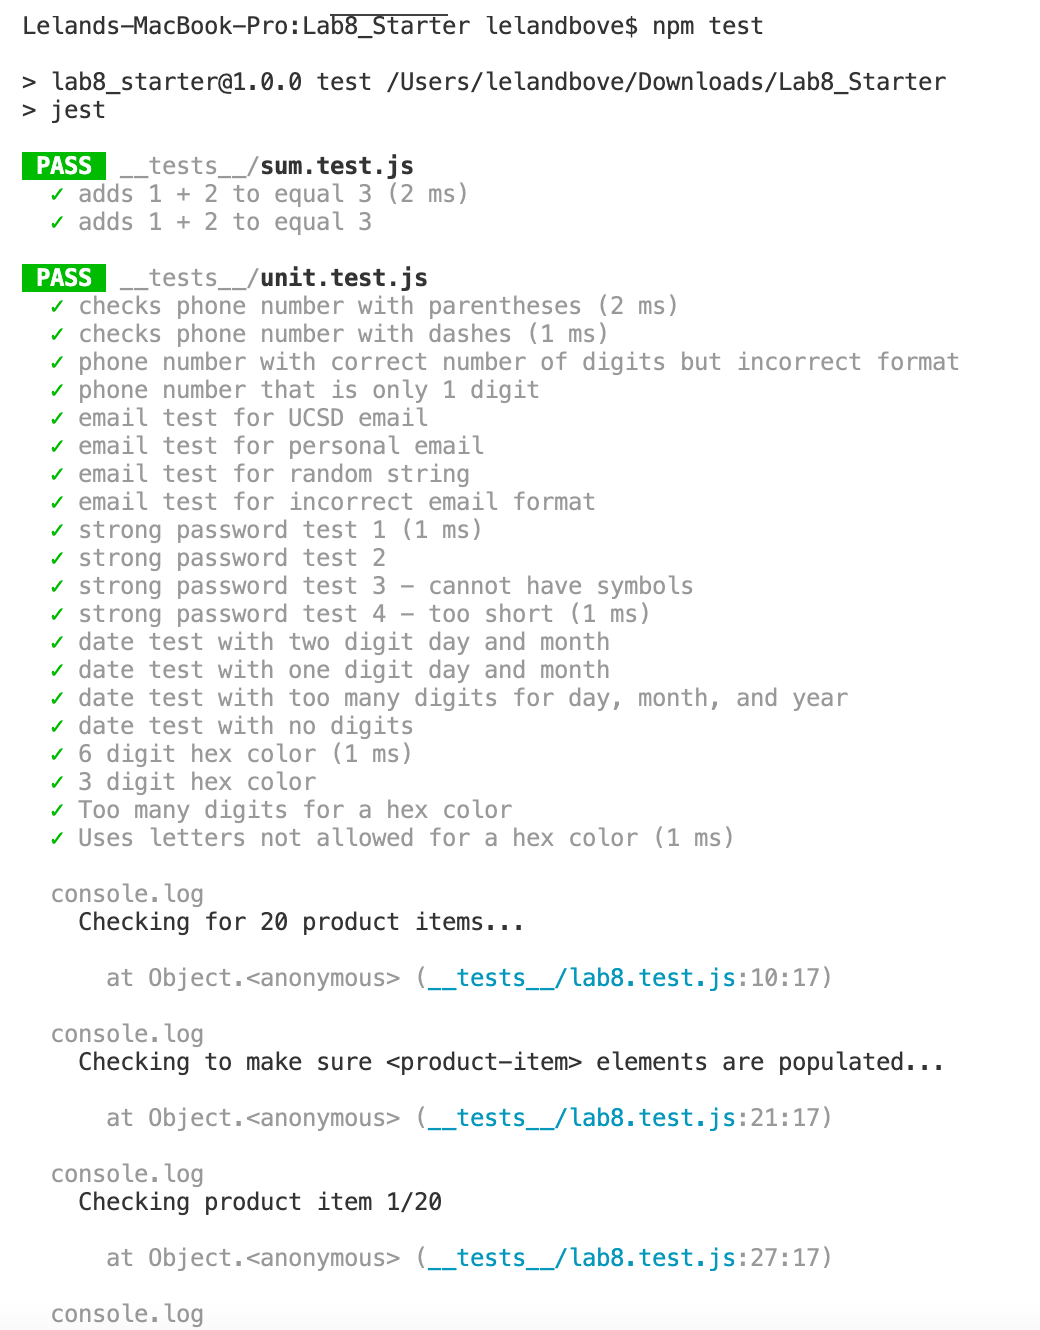 Lelands-MacBook-Pro:Lab8_Starter lelandbove$ npm test
> lab8_starter@1.0.0 test /Users/lelandbove/Downloads/Lab8_Starter
> jest
PASS __tests__/sum.test.js
✓ adds 1 + 2 to equal 3 (2 ms)
✓ adds 1 + 2 to equal 3
PASS __tests__/unit.test.js
✓ checks phone number with parentheses (2 ms)
✓ checks phone number with dashes (1 ms)
✓ phone number with correct number of digits but incorrect format
✓ phone number that is only 1 digit
✓ email test for UCSD email
✓ email test for personal email
✓ email test for random string
✓ email test for incorrect email format
✓ strong password test 1 (1 ms)
✓ strong password test 2
✓ strong password test 3 – cannot have symbols
✓ strong password test 4 – too short (1 ms)
✓ date test with two digit day and month
✓ date test with one digit day and month
✓ date test with too many digits for day, month, and year
✓ date test with no digits
✓ 6 digit hex color (1 ms)
✓ 3 digit hex color
✓ Too many digits for a hex color
✓ Uses letters not allowed for a hex color (1 ms)
console.log
Checking for 20 product items...
at Object.<anonymous> (__tests__/lab8.test.js:10:17)
console.log
Checking to make sure <product-item> elements are populated...
at Object.<anonymous> (__tests__/lab8.test.js:21:17)
console.log
Checking product item 1/20
at Object.<anonymous> (__tests__/lab8.test.js:27:17)
console.log